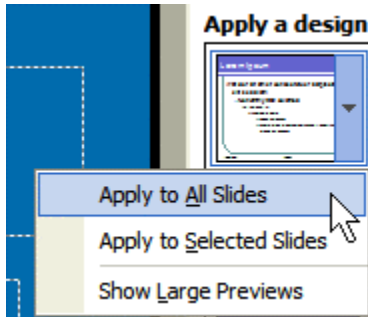 Apply a design
Apply to All Slides
Apply to Selected Slides
Show Large Previews